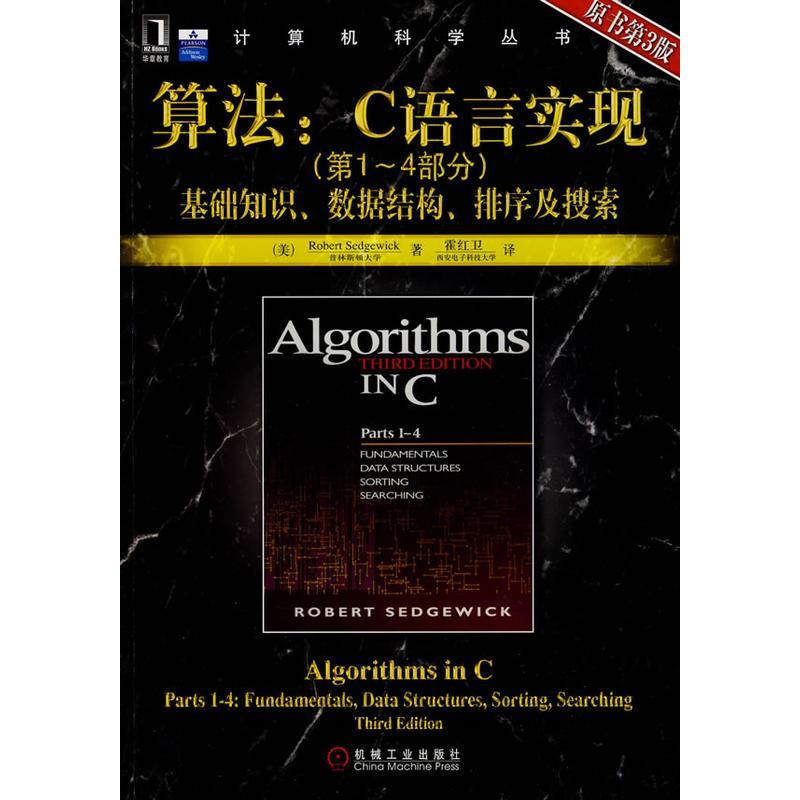 HZ Books
华章教育
PEARSON
Addison
Wesley
计算机科学丛书
原书第3版
算法：C语言实现
（第1～4部分）
基础知识、数据结构、排序及搜索
（美） Robert Sedgewick 著 霍红卫 译
普林斯顿大学 西安电子科技大学
Algorithms
THIRD EDITION
IN C
Parts 1–4
FUNDAMENTALS
DATA STRUCTURES
SORTING
SEARCHING
ROBERT SEDGEWICK
Algorithms in C
Parts 1-4: Fundamentals, Data Structures, Sorting, Searching
Third Edition
机械工业出版社
China Machine Press